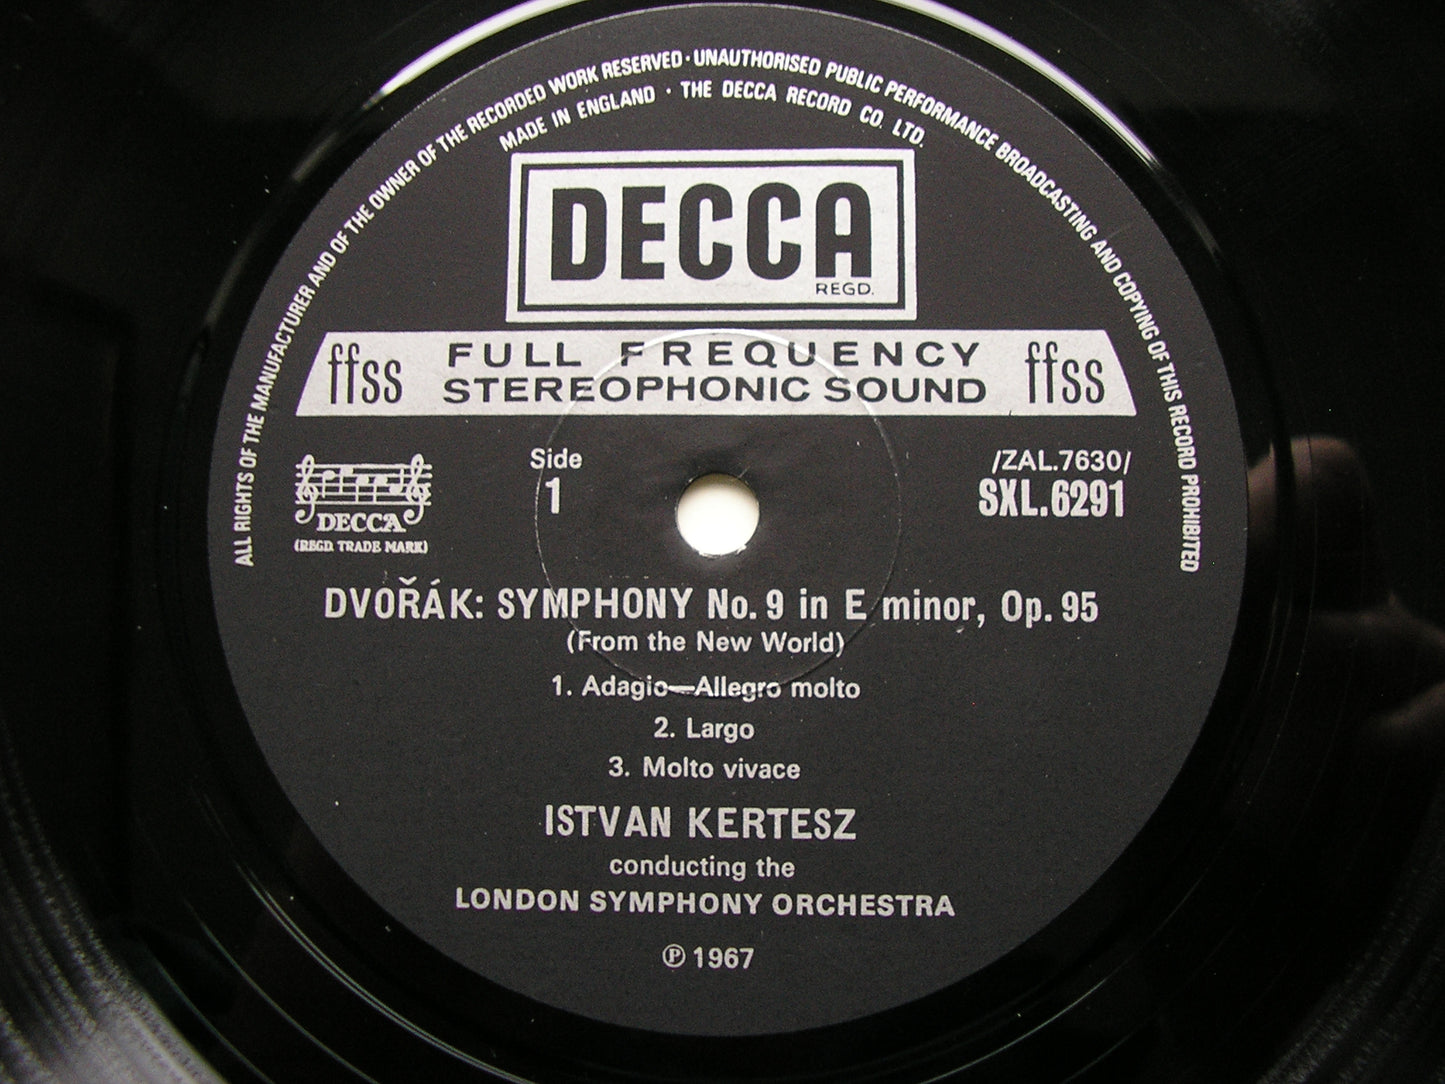 ALL RIGHTS OF THE MANUFACTURER AND OF THE OWNER OF THE RECORDED WORK RESERVED · UNAUTHORISED PUBLIC PERFORMANCE BROADCASTING AND COPYING OF THIS RECORD PROHIBITED
MADE IN ENGLAND · THE DECCA RECORD CO. LTD.
DECCA
REGD.
ffss FULL FREQUENCY ffss
STEREOPHONIC SOUND
Side
1
/ZAL.7630/
SXL.6291
DECCA
(REGD. TRADE MARK)
DVOŘÁK: SYMPHONY No. 9 in E minor, Op. 95
(From the New World)
1. Adagio—Allegro molto
2. Largo
3. Molto vivace
ISTVAN KERTESZ
conducting the
LONDON SYMPHONY ORCHESTRA
℗ 1967